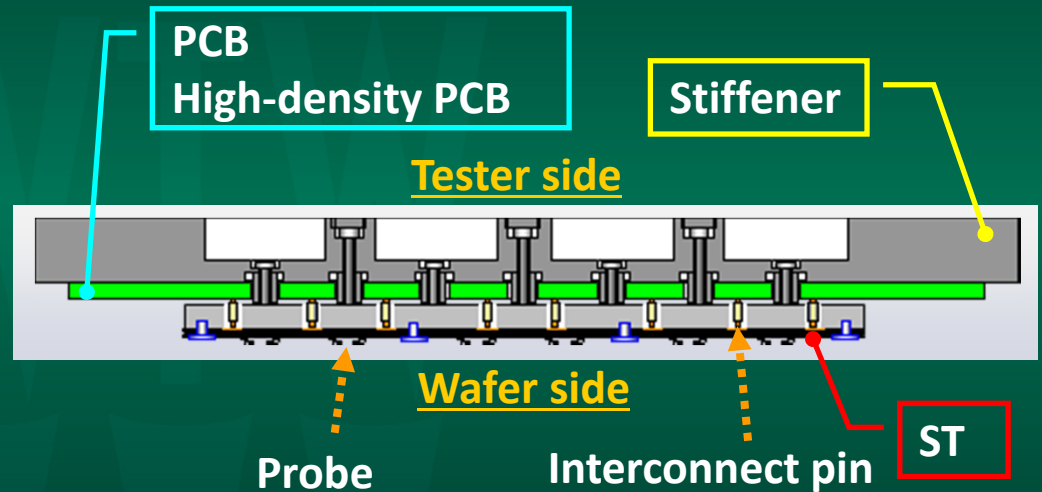 PCB
High-density PCB
Stiffener
Tester side
Wafer side
ST
Probe
Interconnect pin